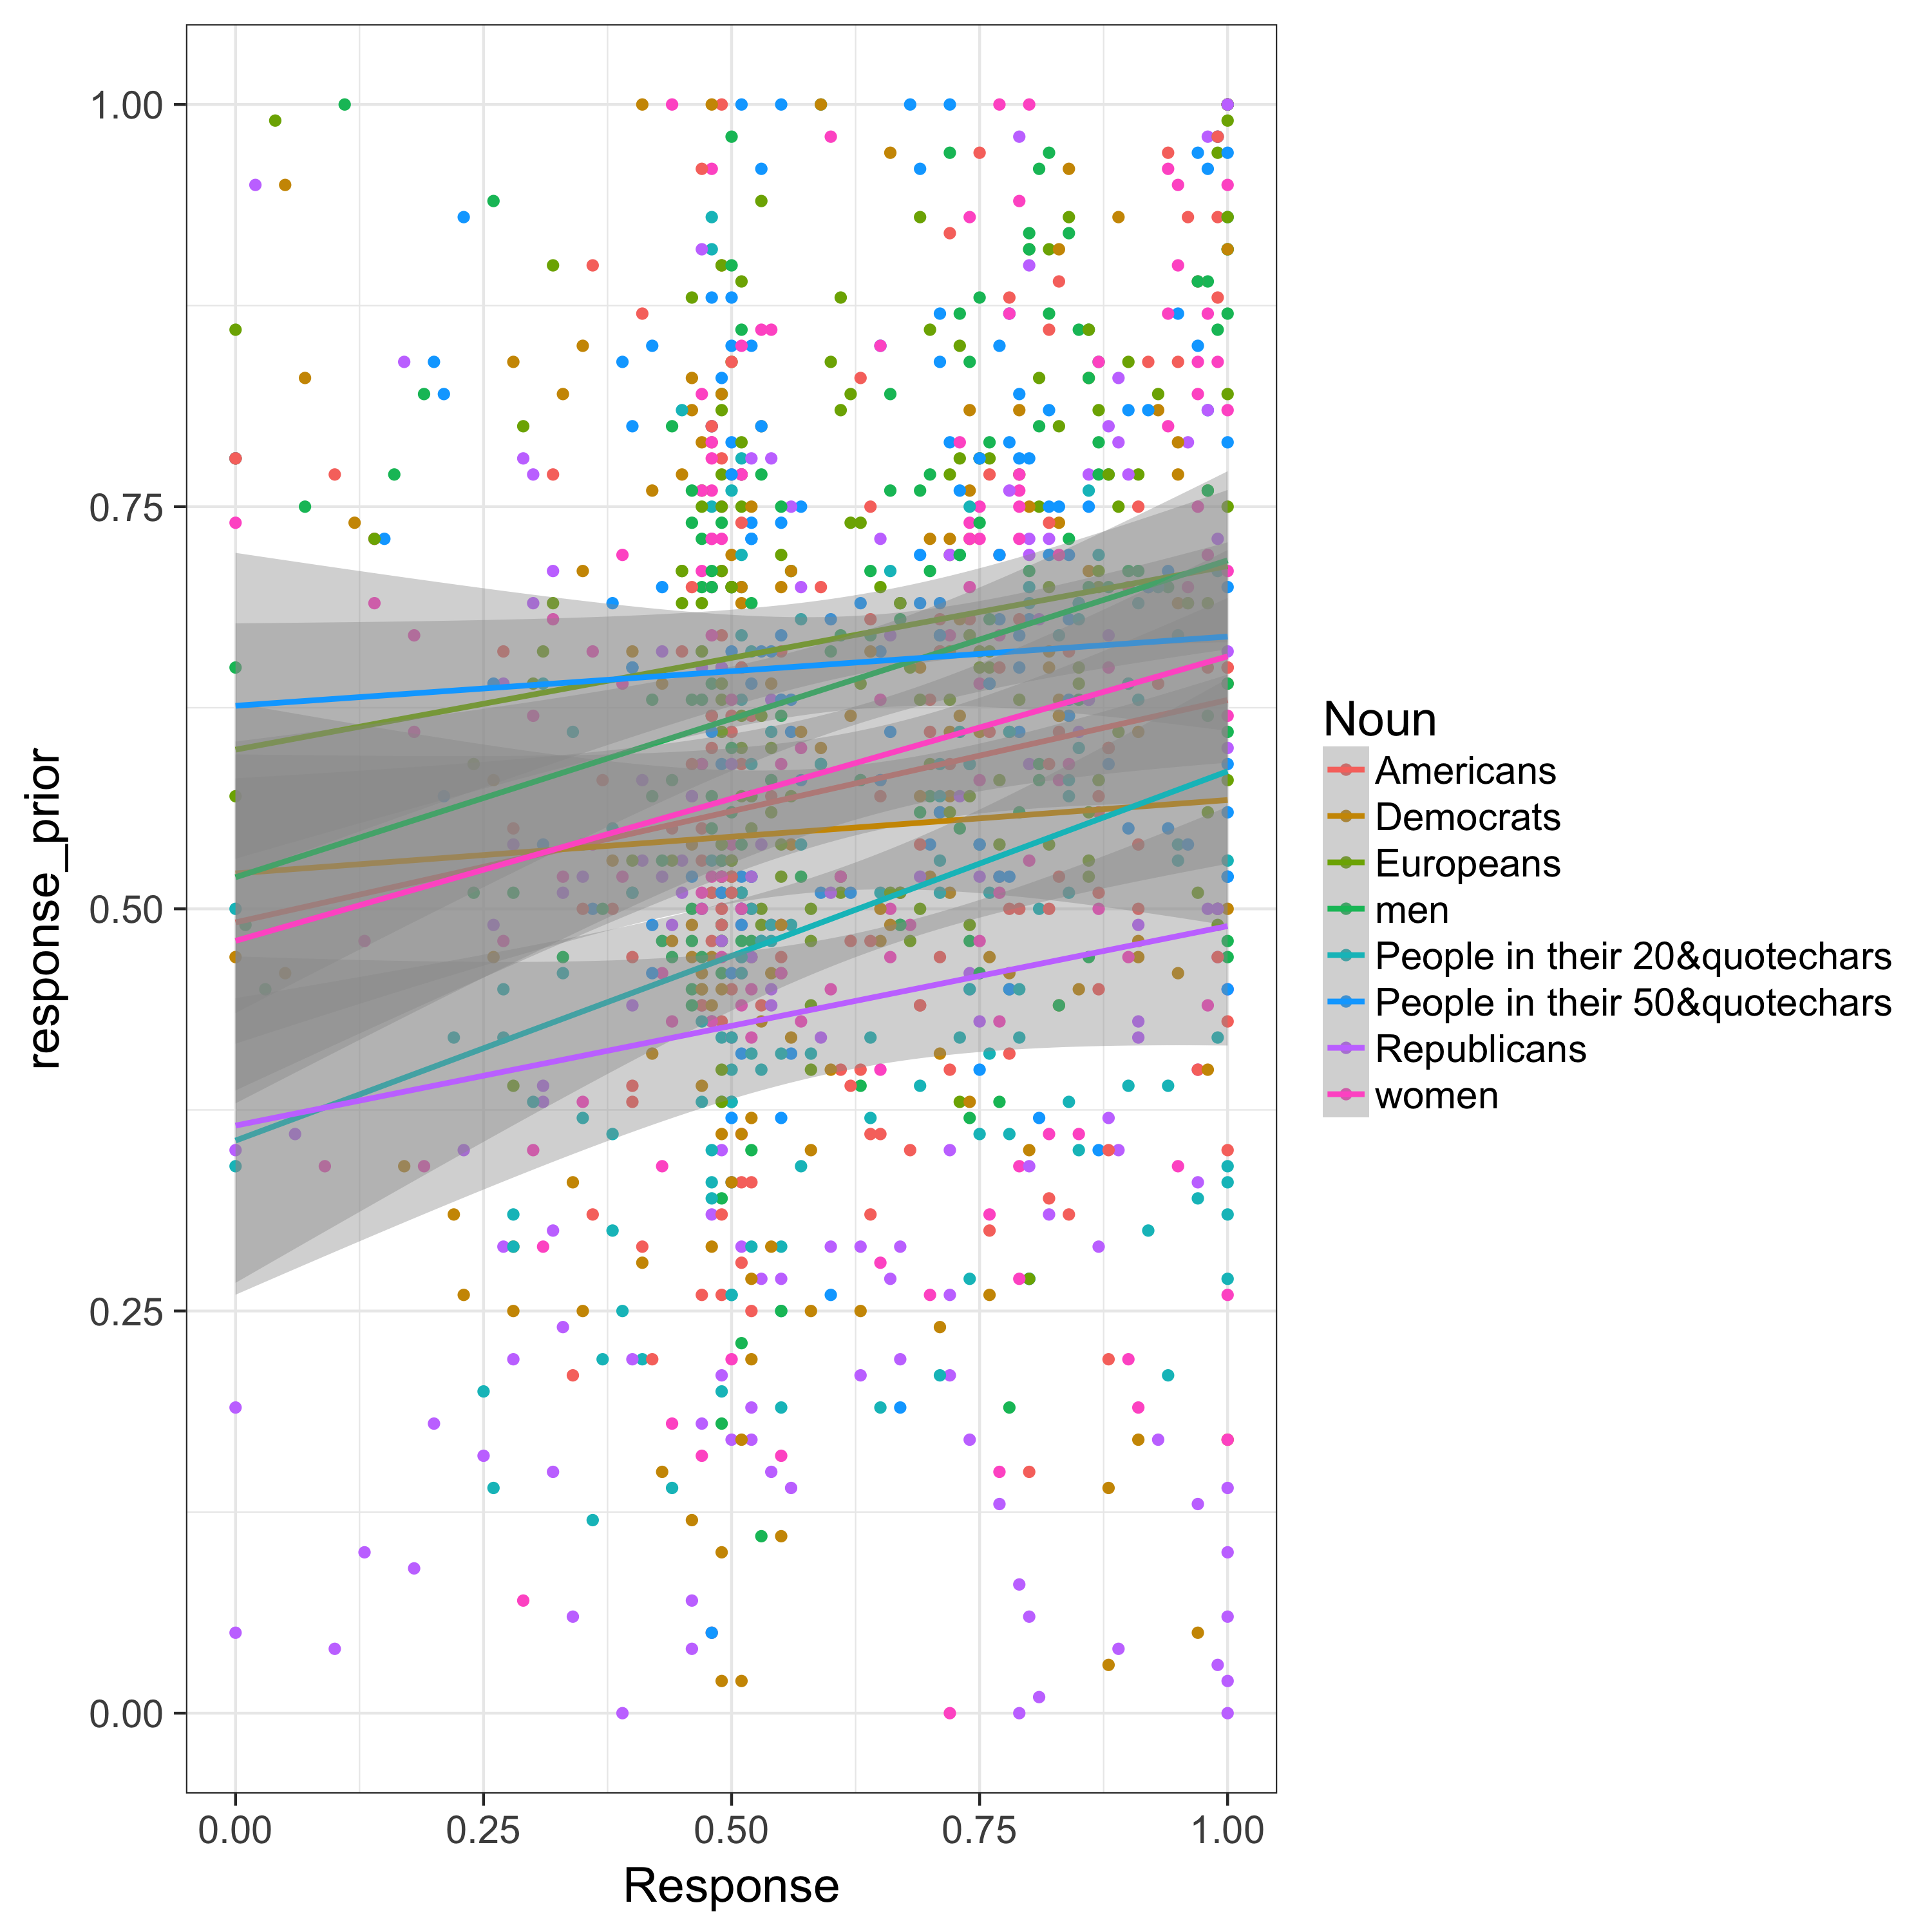 response_prior
1.00
0.75
0.50
0.25
0.00
0.00
0.25
0.50
0.75
1.00
Response
Noun
Americans
Democrats
Europeans
men
People in their 20&quotechars
People in their 50&quotechars
Republicans
women